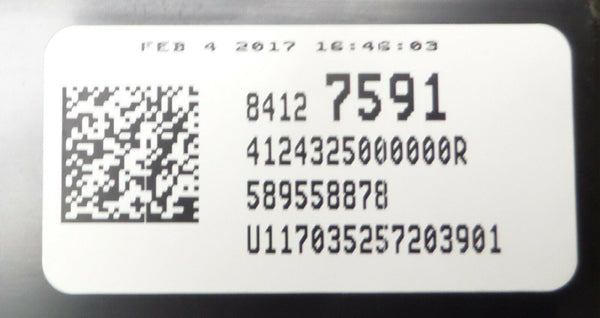 FEB 4 2017 16:46:03
8412 7591
4124325000000R
589558878
U117035257203901